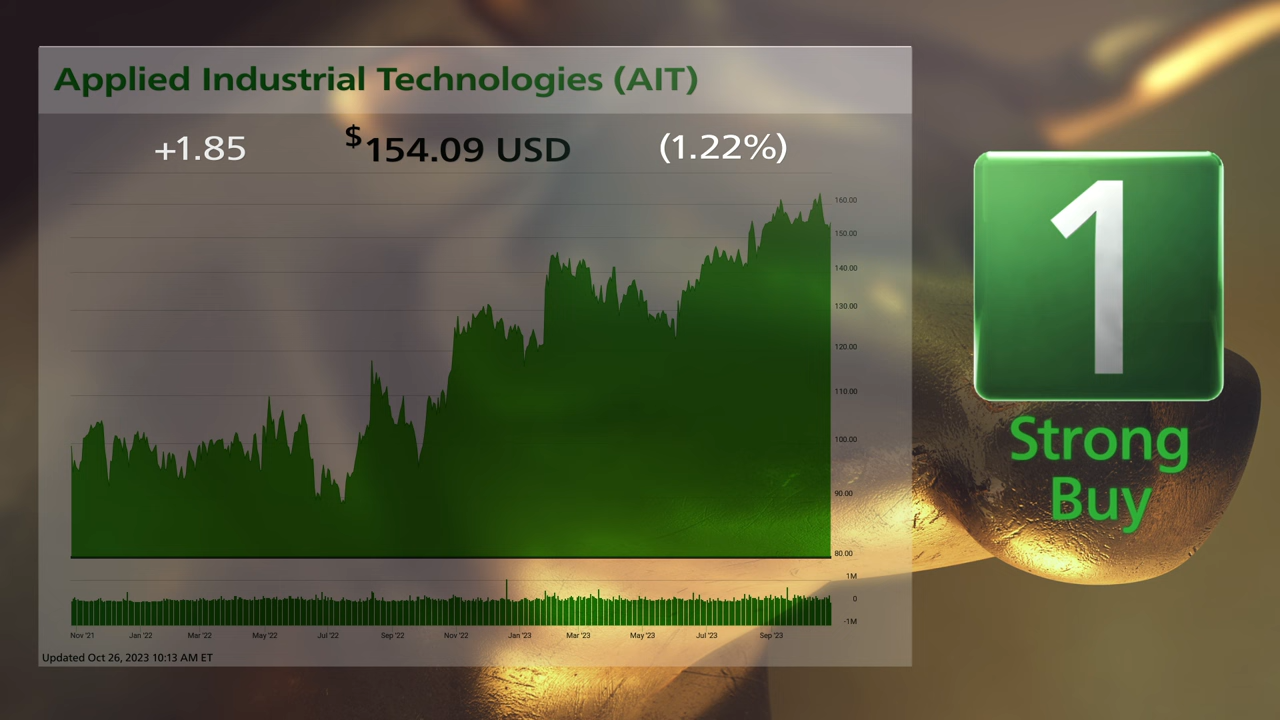 Applied Industrial Technologies (AIT)
+1.85 $154.09 USD (1.22%)
160.00
150.00
140.00
130.00
120.00
110.00
100.00
90.00
80.00
1M
0
-1M
Nov '21 Jan '22 Mar '22 May '22 Jul '22 Sep '22 Nov '22 Jan '23 Mar '23 May '23 Jul '23 Sep '23
Updated Oct 26, 2023 10:13 AM ET
1
Strong
Buy